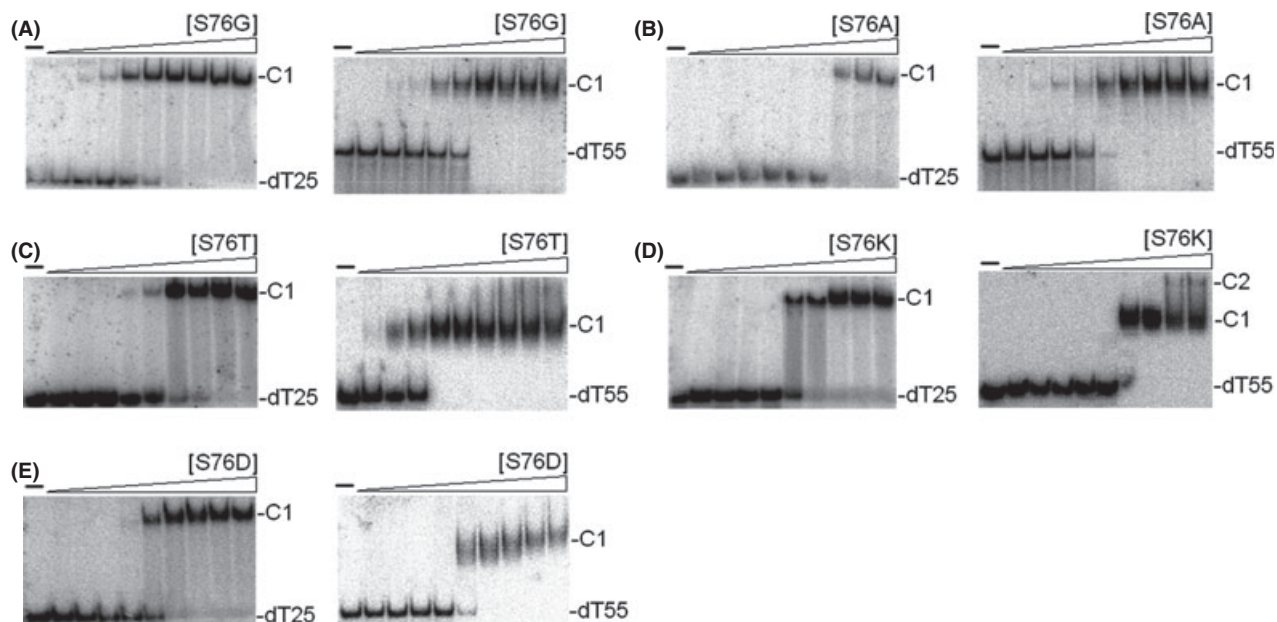 (A) [S76G] [S76G] (B) [S76A] [S76A]
-C1 -C1 -C1 -C1
-dT55 -dT55
-dT25 -dT25
(C) [S76T] [S76T] (D) [S76K] [S76K]
-C2
-C1 -C1 -C1 -C1
-dT25 -dT55 -dT25 -dT55
(E) [S76D] [S76D]
-C1 -C1
-dT25 -dT55